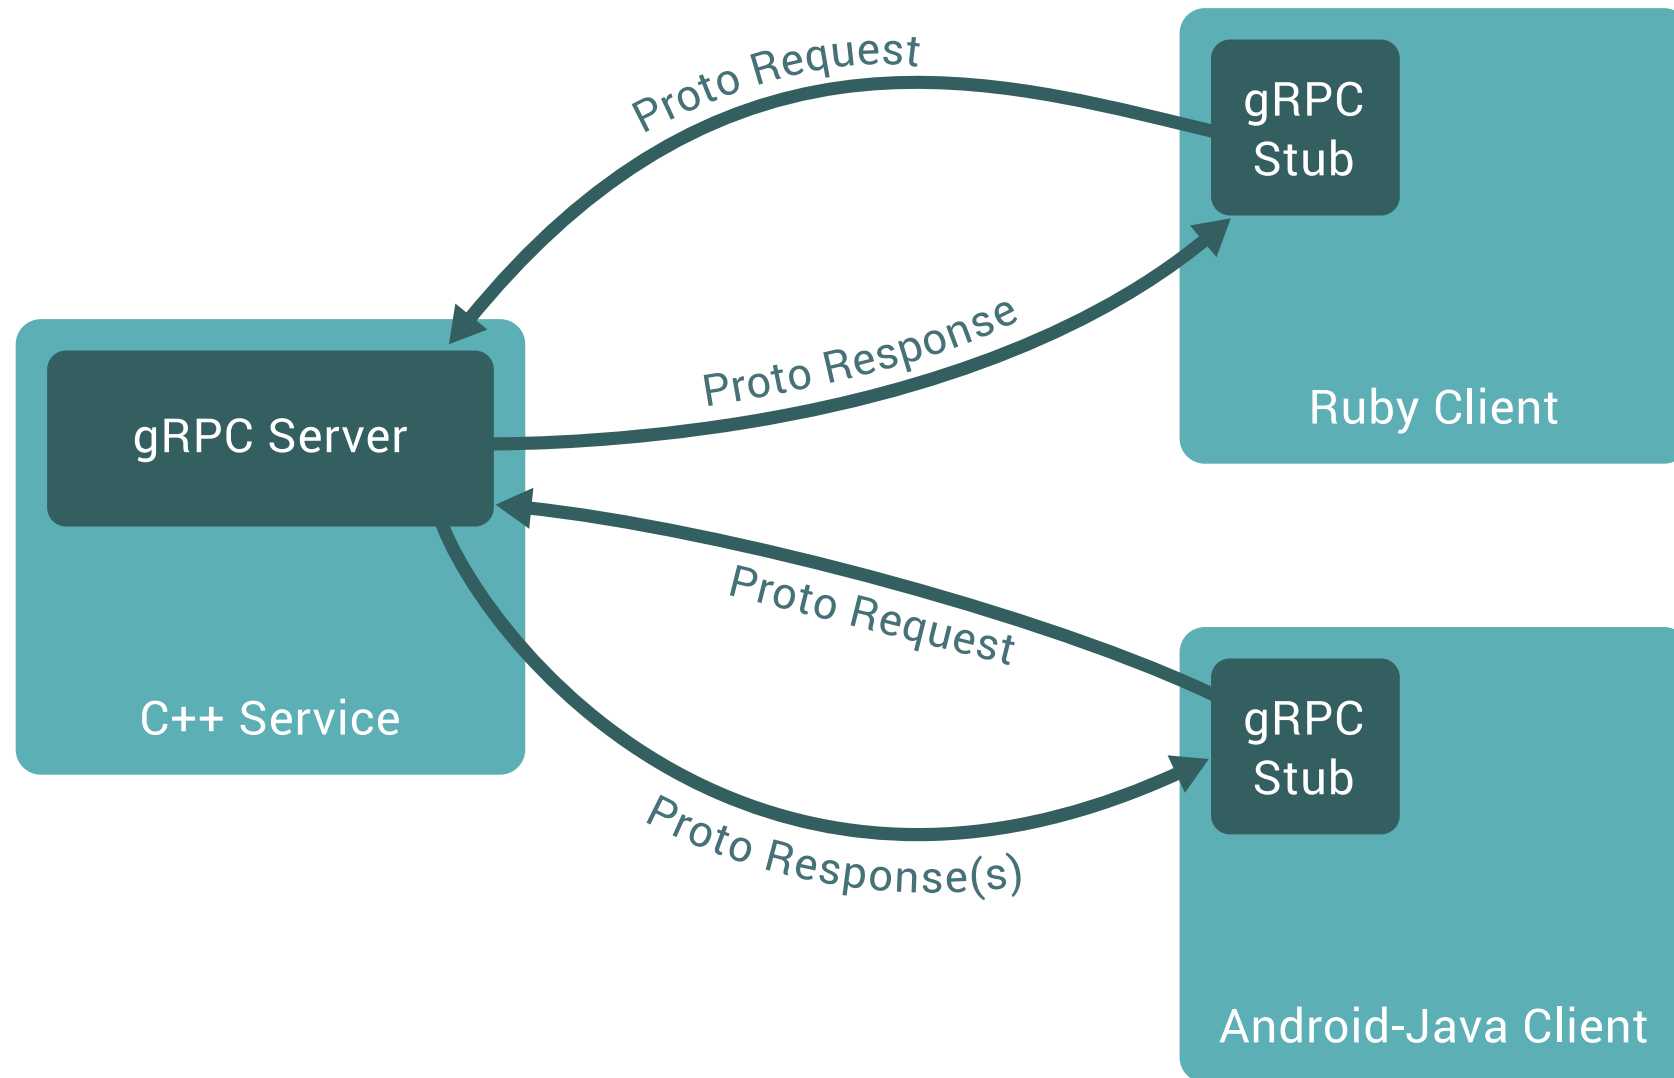 Proto Request
gRPC
Stub
Proto Response
Ruby Client
gRPC Server
C++ Service
Proto Request
gRPC
Stub
Proto Response(s)
Android-Java Client